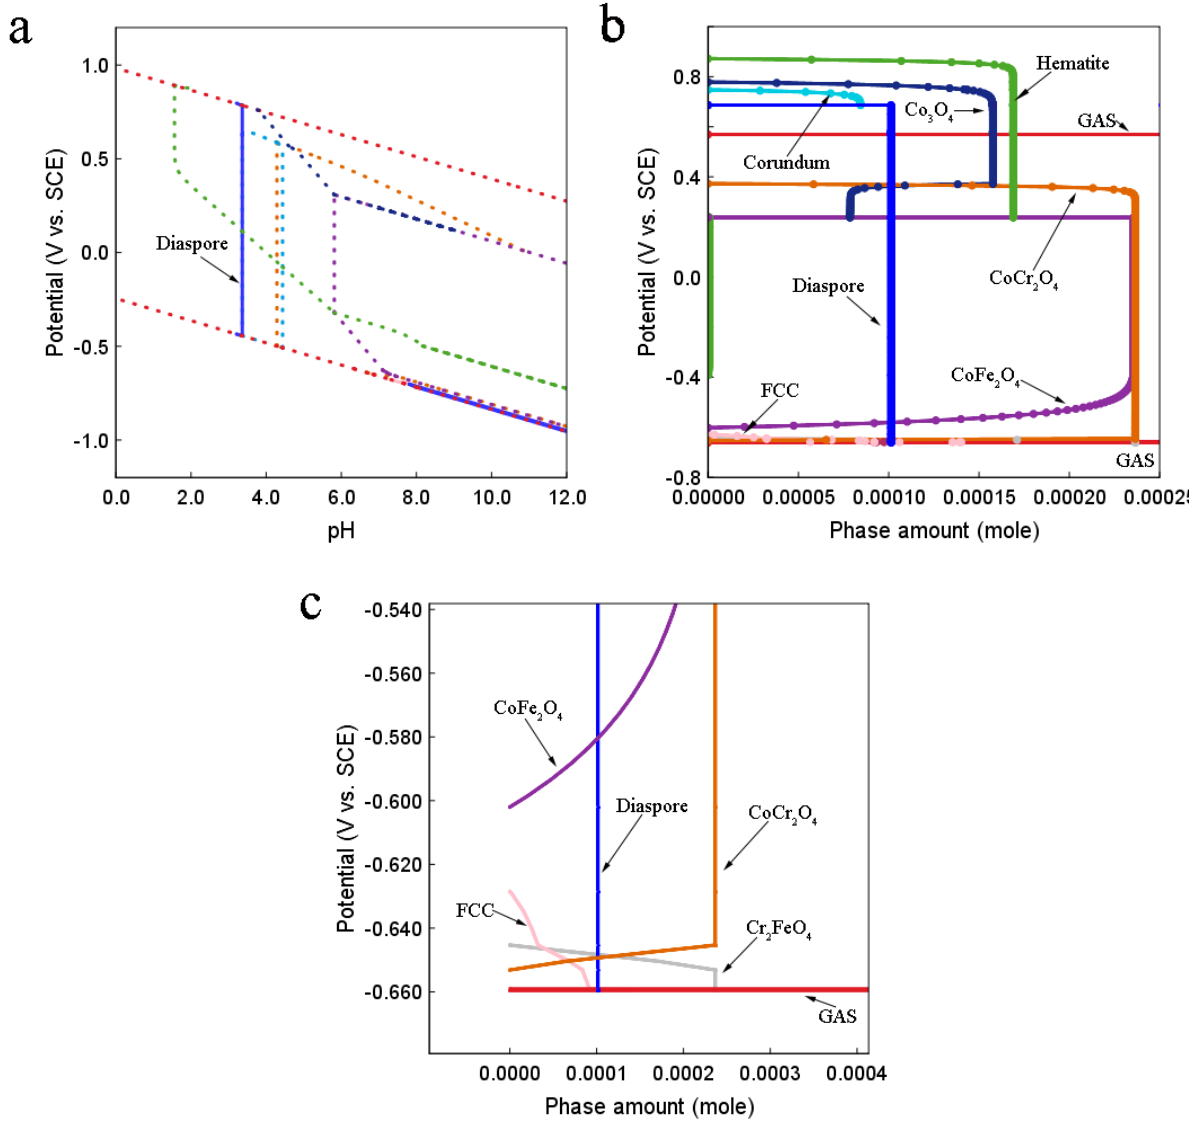 a
Potential (V vs. SCE)
1.0
0.5
0.0
-0.5
-1.0
Diaspore
0.0 2.0 4.0 6.0 8.0 10.0 12.0
pH
b
Potential (V vs. SCE)
0.8
0.4
0.0
-0.4
-0.8
Hematite
Co₃O₄
GAS
Corundum
CoCr₂O₄
Diaspore
CoFe₂O₄
FCC
GAS
0.00000 0.00005 0.00010 0.00015 0.00020 0.00025
Phase amount (mole)
c
Potential (V vs. SCE)
-0.540
-0.560
-0.580
-0.600
-0.620
-0.640
-0.660
CoFe₂O₄
Diaspore
CoCr₂O₄
FCC
Cr₂FeO₄
GAS
0.0000 0.0001 0.0002 0.0003 0.0004
Phase amount (mole)